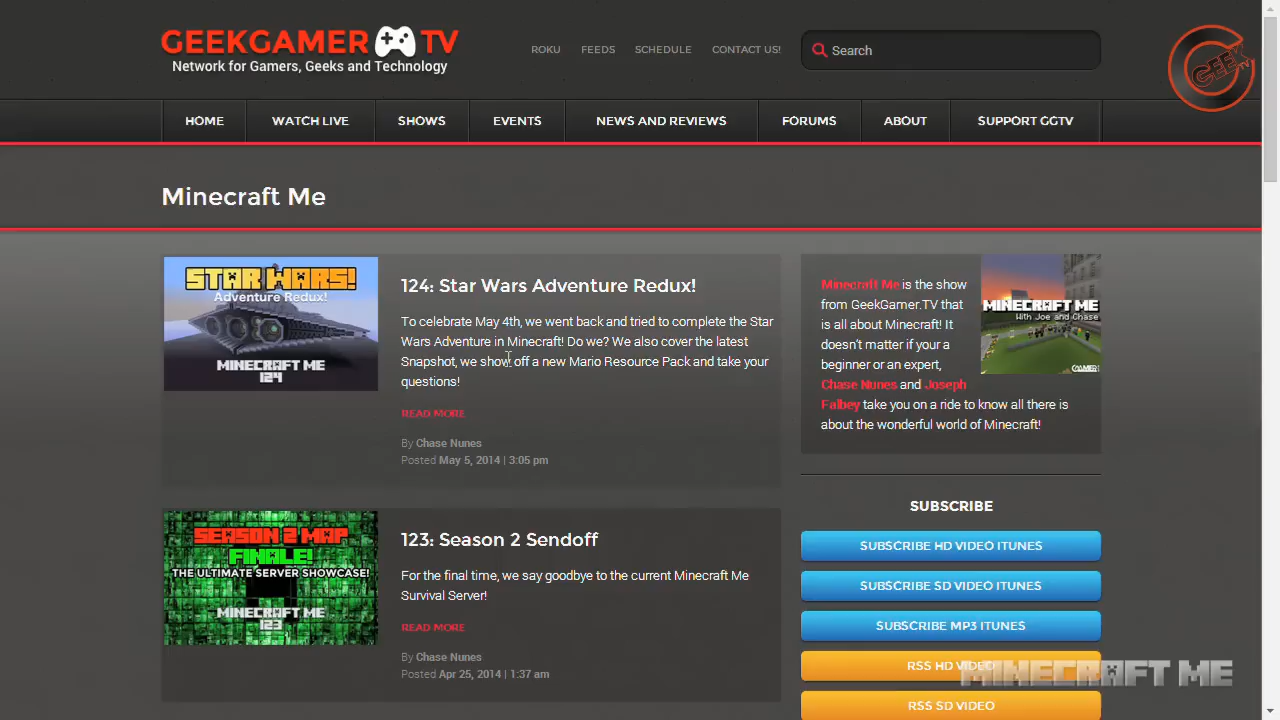 GEEKGAMER TV
Network for Gamers, Geeks and Technology
ROKU FEEDS SCHEDULE CONTACT US!
Search
GEEK TV
HOME WATCH LIVE SHOWS EVENTS NEWS AND REVIEWS FORUMS ABOUT SUPPORT GGTV
Minecraft Me
STAR WARS!
Adventure Redux!
MINECRAFT ME
124
124: Star Wars Adventure Redux!
To celebrate May 4th, we went back and tried to complete the Star
Wars Adventure in Minecraft! Do we? We also cover the latest
Snapshot, we show off a new Mario Resource Pack and take your
questions!
READ MORE
By Chase Nunes
Posted May 5, 2014 | 3:05 pm
SEASON 2 MAP
FINALE!
THE ULTIMATE SERVER SHOWCASE!
MINECRAFT ME
123
123: Season 2 Sendoff
For the final time, we say goodbye to the current Minecraft Me
Survival Server!
READ MORE
By Chase Nunes
Posted Apr 25, 2014 | 1:37 am
Minecraft Me is the show
from GeekGamer.TV that
is all about Minecraft! It
doesn't matter if your a
beginner or an expert,
Chase Nunes and Joseph
Falbey take you on a ride to know all there is
about the wonderful world of Minecraft!
MINECRAFT ME
With Joe and Chase
SUBSCRIBE
SUBSCRIBE HD VIDEO ITUNES
SUBSCRIBE SD VIDEO ITUNES
SUBSCRIBE MP3 ITUNES
RSS HD VIDEO
RSS SD VIDEO
MINECRAFT ME